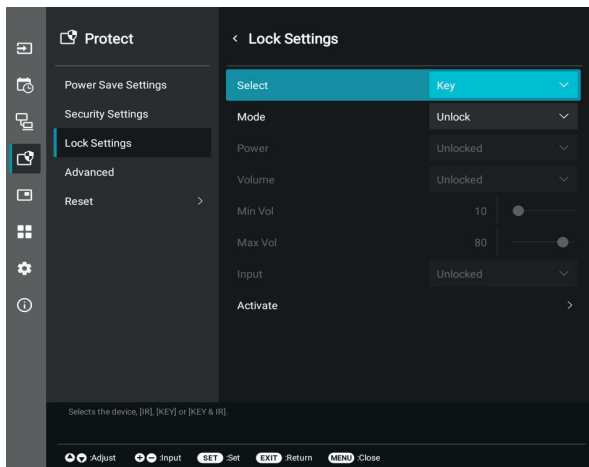 Protect
< Lock Settings
Power Save Settings
Security Settings
Lock Settings
Advanced
Reset >
Select Key
Mode Unlock
Power Unlocked
Volume Unlocked
Min Vol 10
Max Vol 80
Input Unlocked
Activate >
Selects the device, [IR], [KEY] or [KEY & IR].
:Adjust :Input SET :Set EXIT :Return MENU :Close